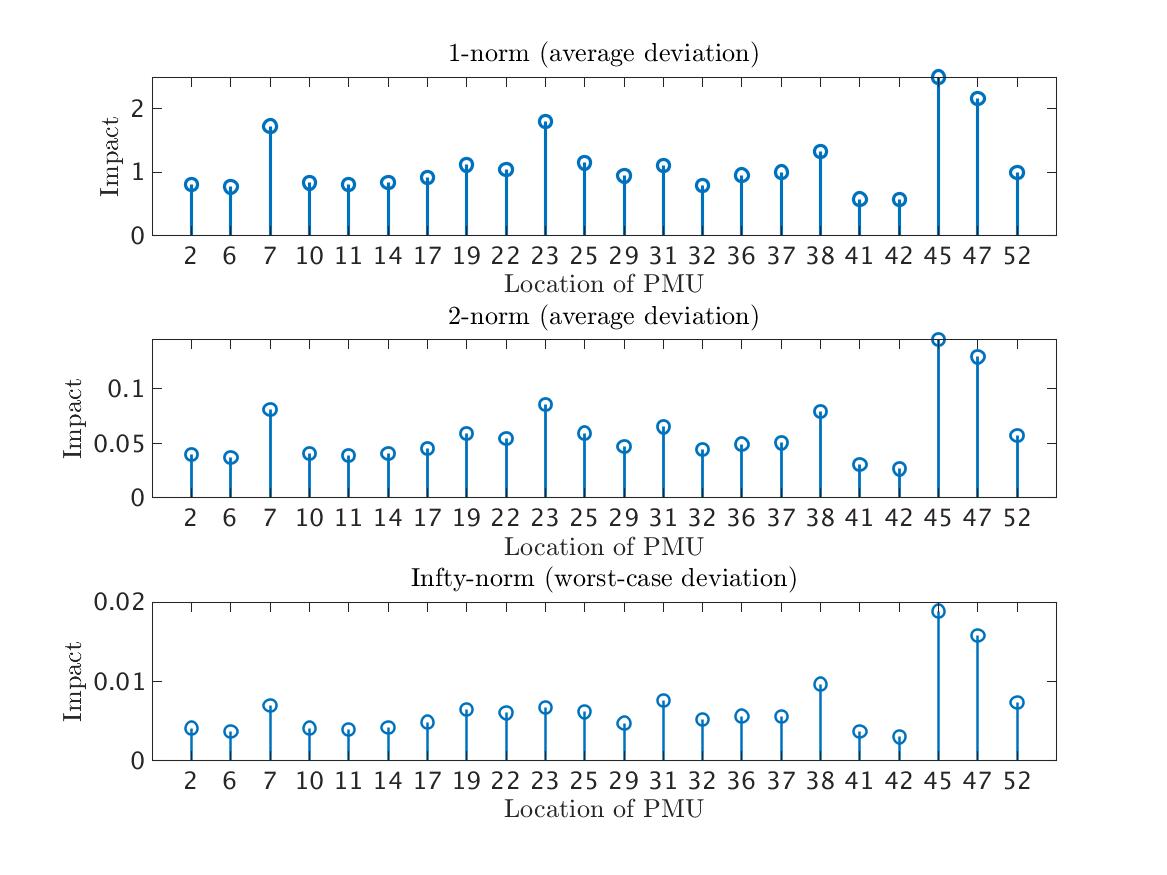 1-norm (average deviation)
Impact
2
1
0
2 6 7 10 11 14 17 19 22 23 25 29 31 32 36 37 38 41 42 45 47 52
Location of PMU
2-norm (average deviation)
Impact
0.1
0.05
0
2 6 7 10 11 14 17 19 22 23 25 29 31 32 36 37 38 41 42 45 47 52
Location of PMU
Infty-norm (worst-case deviation)
Impact
0.02
0.01
0
2 6 7 10 11 14 17 19 22 23 25 29 31 32 36 37 38 41 42 45 47 52
Location of PMU